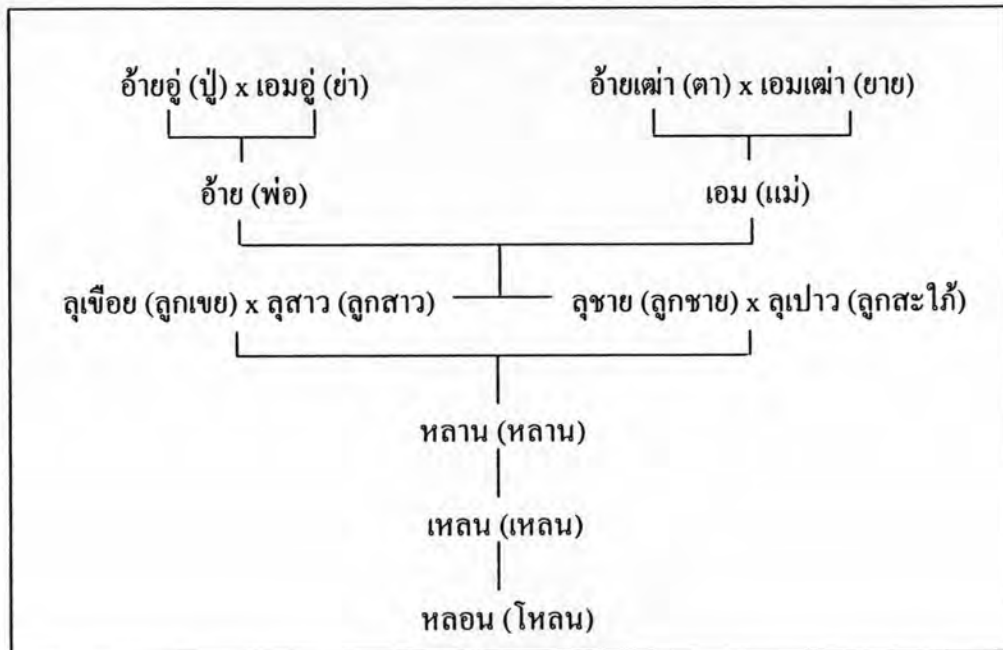 อ้ายอู่ (ปู่) x เอมอู่ (ย่า) อ้ายเฒ่า (ตา) x เอมเฒ่า (ยาย)
อ้าย (พ่อ) เอม (แม่)
ลุเขือย (ลูกเขย) x ลุสาว (ลูกสาว) ลุชาย (ลูกชาย) x ลุเปาว (ลูกสะใภ้)
หลาน (หลาน)
เหลน (เหลน)
หลอน (โหลน)